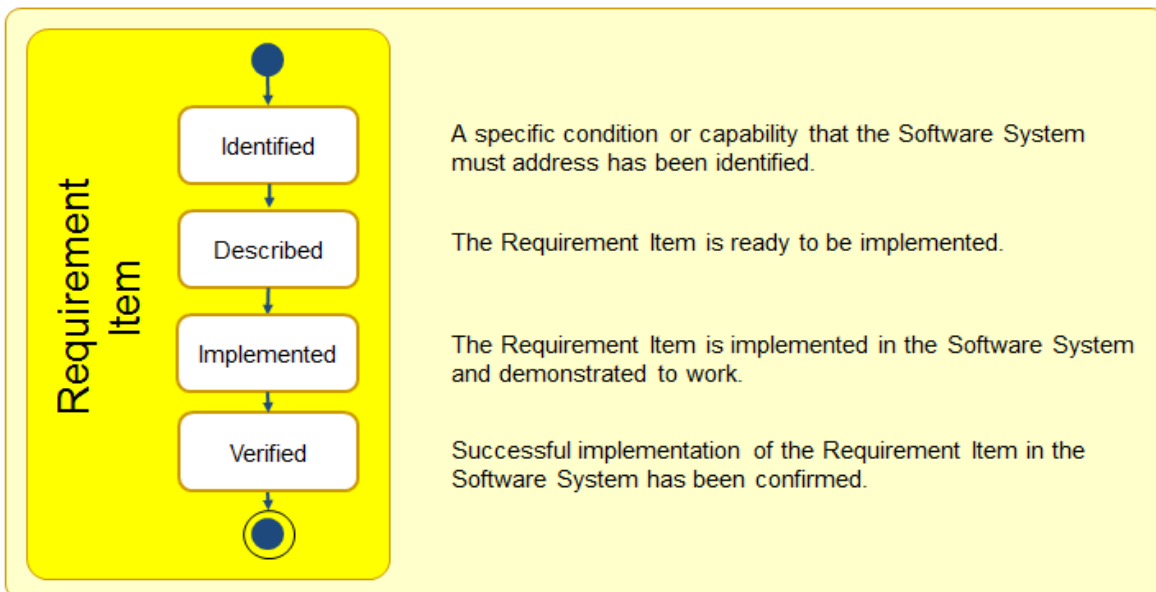 Requirement
Item
Identified
A specific condition or capability that the Software System
must address has been identified.
Described
The Requirement Item is ready to be implemented.
Implemented
The Requirement Item is implemented in the Software System
and demonstrated to work.
Verified
Successful implementation of the Requirement Item in the
Software System has been confirmed.